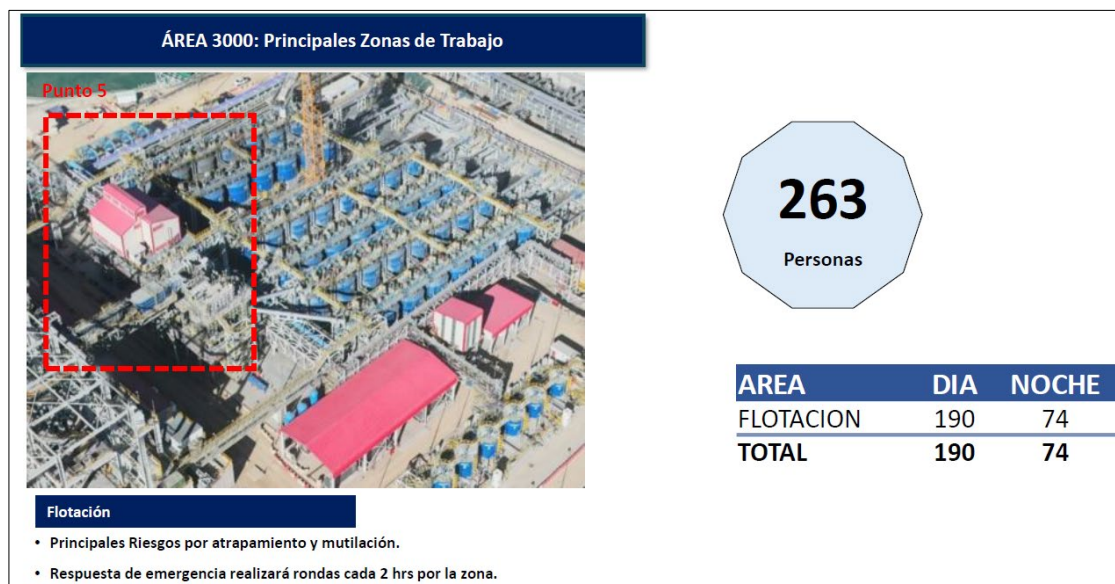 ÁREA 3000: Principales Zonas de Trabajo
Punto 5
263
Personas
AREA DIA NOCHE
FLOTACION 190 74
TOTAL 190 74
Flotación
• Principales Riesgos por atrapamiento y mutilación.
• Respuesta de emergencia realizará rondas cada 2 hrs por la zona.